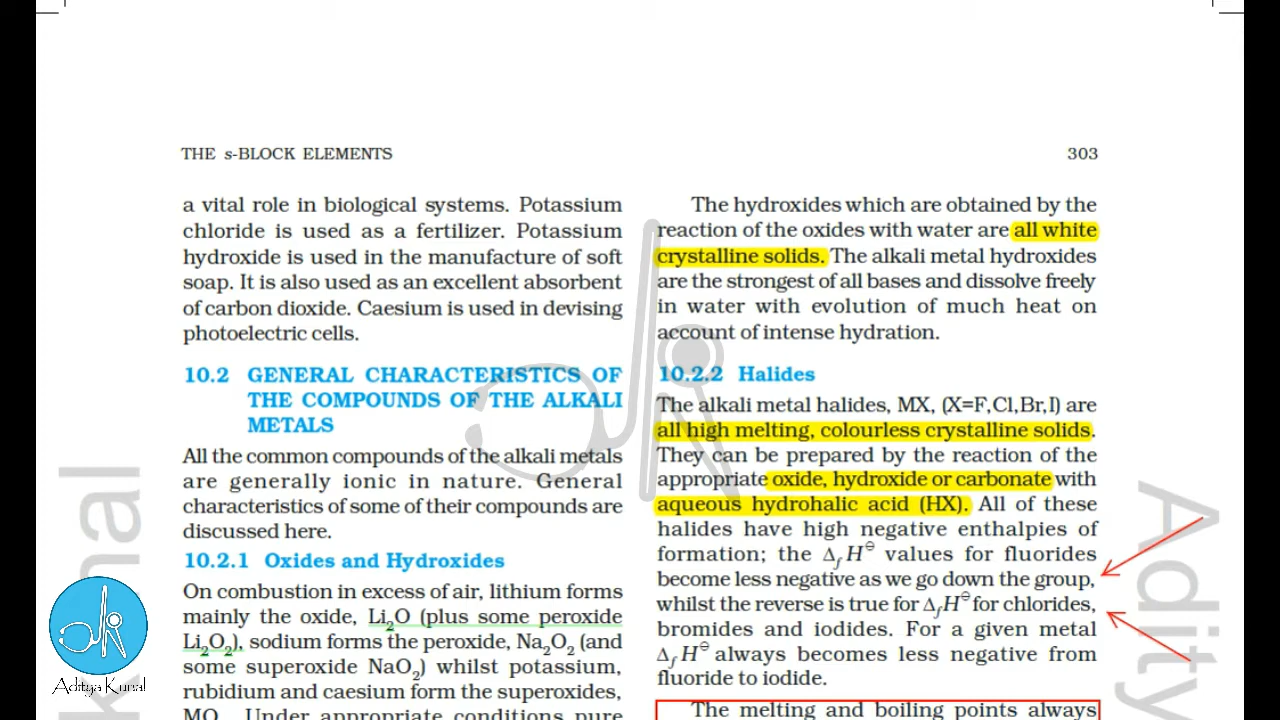 THE s-BLOCK ELEMENTS 303
a vital role in biological systems. Potassium
chloride is used as a fertilizer. Potassium
hydroxide is used in the manufacture of soft
soap. It is also used as an excellent absorbent
of carbon dioxide. Caesium is used in devising
photoelectric cells.
10.2 GENERAL CHARACTERISTICS OF
THE COMPOUNDS OF THE ALKALI
METALS
All the common compounds of the alkali metals
are generally ionic in nature. General
characteristics of some of their compounds are
discussed here.
10.2.1 Oxides and Hydroxides
On combustion in excess of air, lithium forms
mainly the oxide, Li₂O (plus some peroxide
Li₂O₂), sodium forms the peroxide, Na₂O₂ (and
some superoxide NaO₂) whilst potassium,
rubidium and caesium form the superoxides,
MO₂. Under appropriate conditions pure
The hydroxides which are obtained by the
reaction of the oxides with water are all white
crystalline solids. The alkali metal hydroxides
are the strongest of all bases and dissolve freely
in water with evolution of much heat on
account of intense hydration.
10.2.2 Halides
The alkali metal halides, MX, (X=F,Cl,Br,I) are
all high melting, colourless crystalline solids.
They can be prepared by the reaction of the
appropriate oxide, hydroxide or carbonate with
aqueous hydrohalic acid (HX). All of these
halides have high negative enthalpies of
formation; the ΔfH⊖ values for fluorides
become less negative as we go down the group,
whilst the reverse is true for ΔfH⊖ for chlorides,
bromides and iodides. For a given metal
ΔfH⊖ always becomes less negative from
fluoride to iodide.
The melting and boiling points always
Aditya Kunal